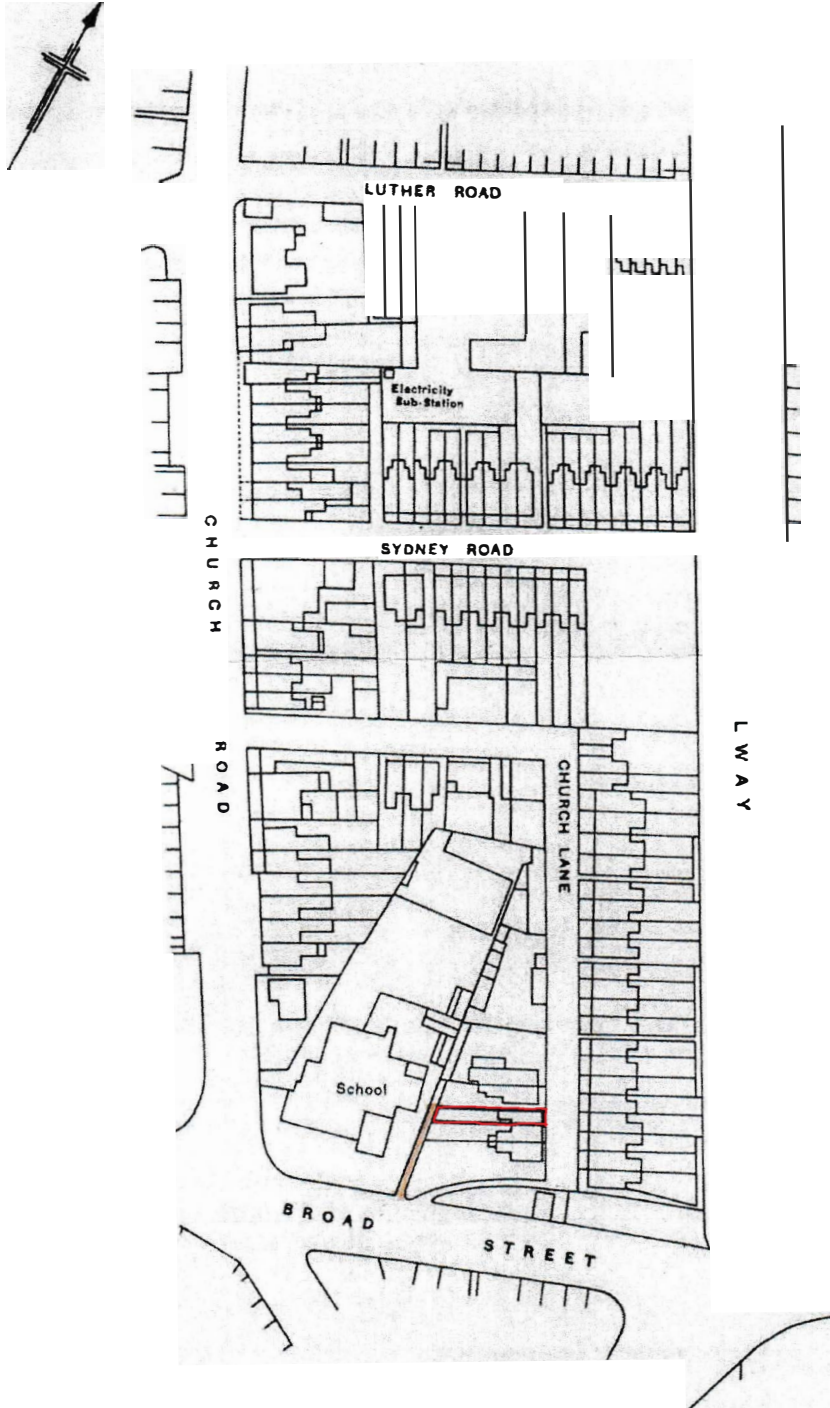 LUTHER ROAD
Electricity
Sub-Station
SYDNEY ROAD
CHURCH ROAD
CHURCH LANE
LWAY
School
BROAD STREET